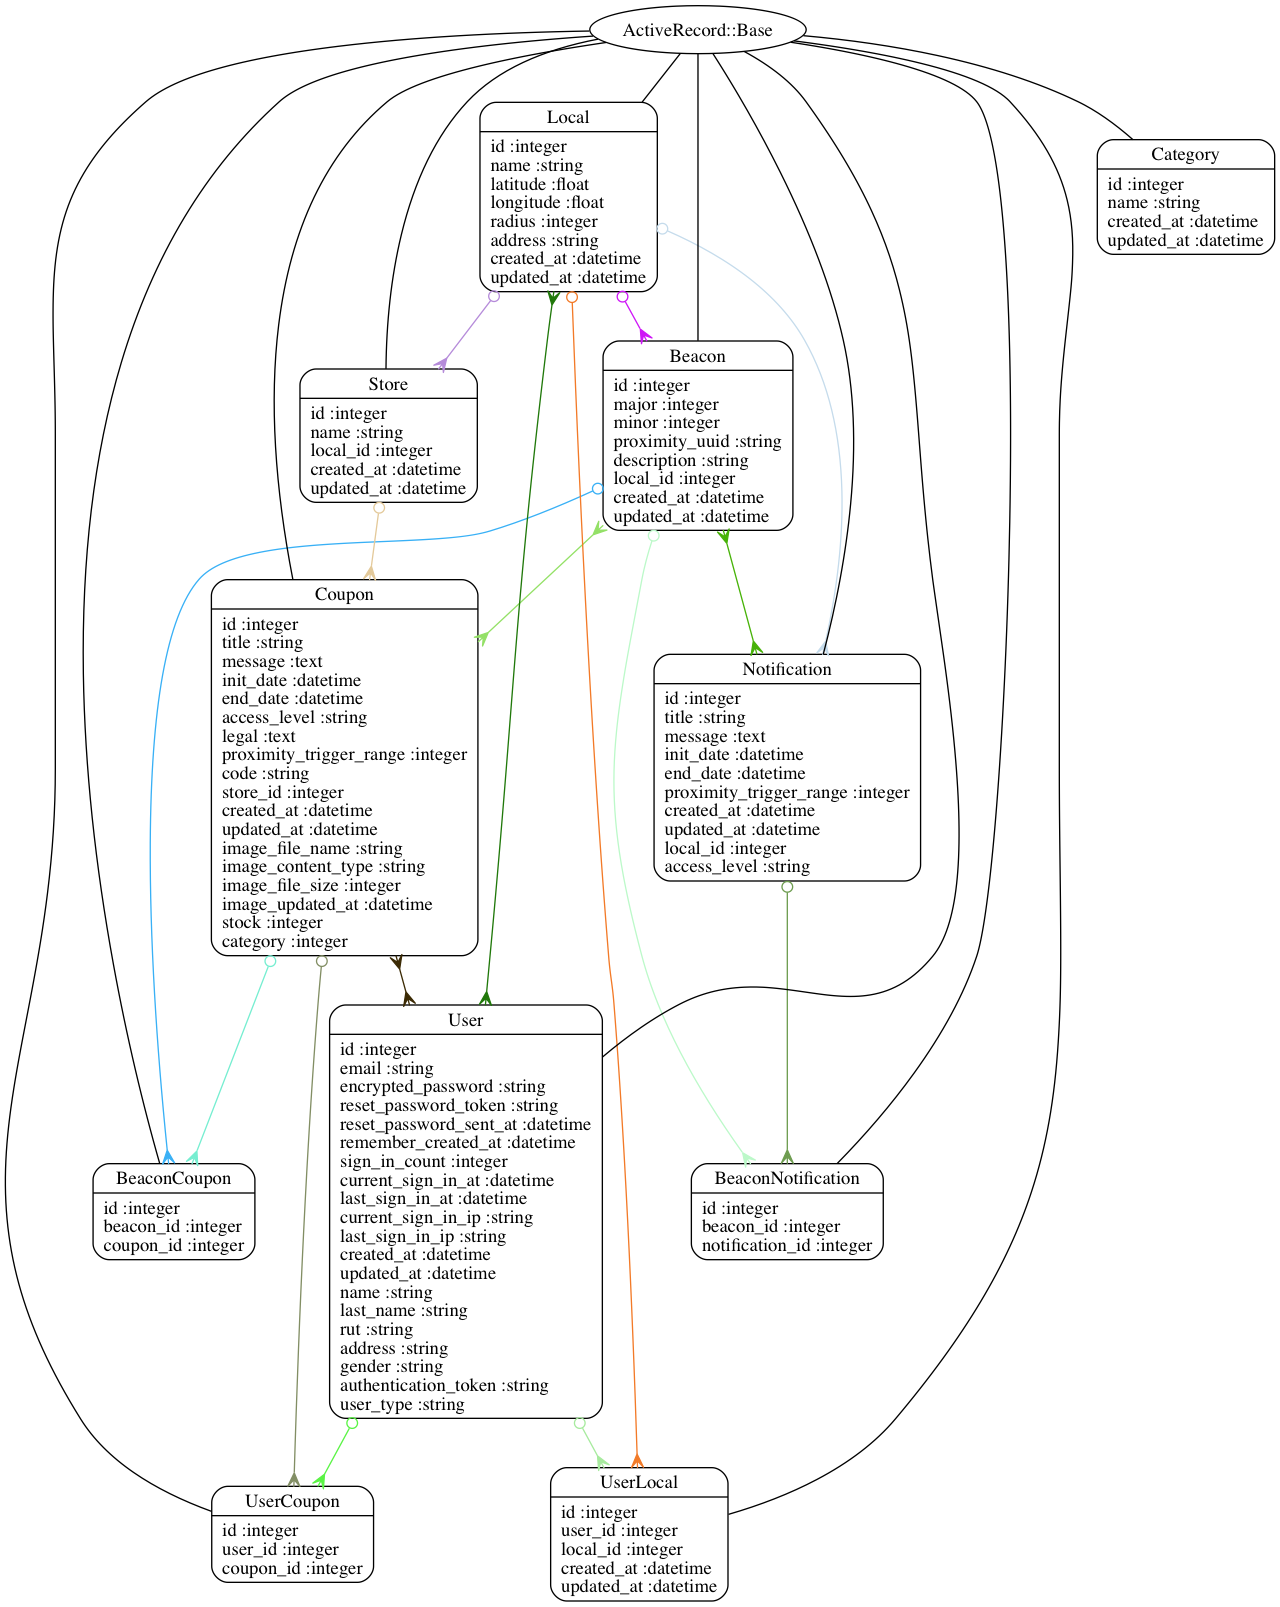 ActiveRecord::Base
Local
id :integer
name :string
latitude :float
longitude :float
radius :integer
address :string
created_at :datetime
updated_at :datetime
Category
id :integer
name :string
created_at :datetime
updated_at :datetime
Beacon
id :integer
major :integer
minor :integer
proximity_uuid :string
description :string
local_id :integer
created_at :datetime
updated_at :datetime
Store
id :integer
name :string
local_id :integer
created_at :datetime
updated_at :datetime
Coupon
id :integer
title :string
message :text
init_date :datetime
end_date :datetime
access_level :string
legal :text
proximity_trigger_range :integer
code :string
store_id :integer
created_at :datetime
updated_at :datetime
image_file_name :string
image_content_type :string
image_file_size :integer
image_updated_at :datetime
stock :integer
category :integer
Notification
id :integer
title :string
message :text
init_date :datetime
end_date :datetime
proximity_trigger_range :integer
created_at :datetime
updated_at :datetime
local_id :integer
access_level :string
User
id :integer
email :string
encrypted_password :string
reset_password_token :string
reset_password_sent_at :datetime
remember_created_at :datetime
sign_in_count :integer
current_sign_in_at :datetime
last_sign_in_at :datetime
current_sign_in_ip :string
last_sign_in_ip :string
created_at :datetime
updated_at :datetime
name :string
last_name :string
rut :string
address :string
gender :string
authentication_token :string
user_type :string
BeaconCoupon
id :integer
beacon_id :integer
coupon_id :integer
BeaconNotification
id :integer
beacon_id :integer
notification_id :integer
UserCoupon
id :integer
user_id :integer
coupon_id :integer
UserLocal
id :integer
user_id :integer
local_id :integer
created_at :datetime
updated_at :datetime